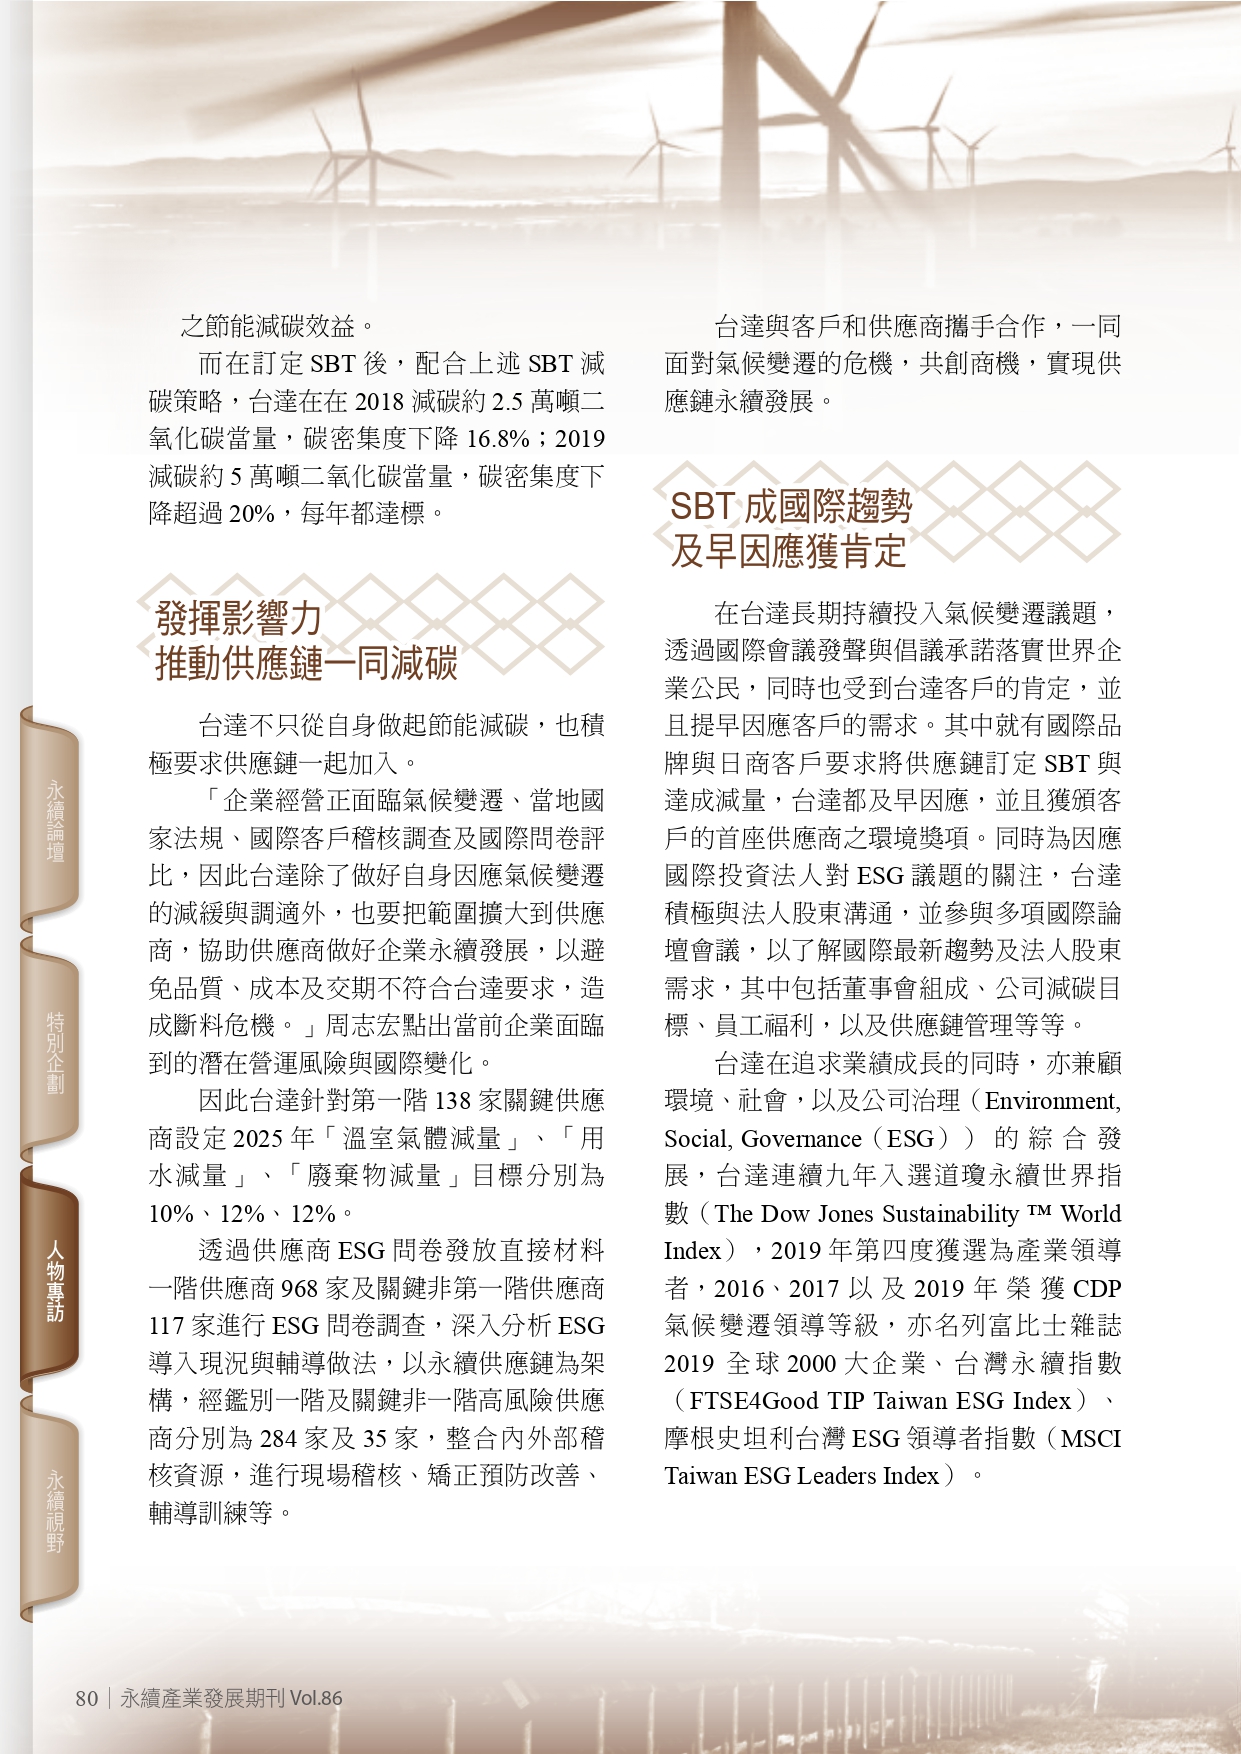 之節能減碳效益。
而在訂定 SBT 後，配合上述 SBT 減
碳策略，台達在在 2018 減碳約 2.5 萬噸二
氧化碳當量，碳密集度下降 16.8%；2019
減碳約 5 萬噸二氧化碳當量，碳密集度下
降超過 20%，每年都達標。
發揮影響力
推動供應鏈一同減碳
台達不只從自身做起節能減碳，也積
極要求供應鏈一起加入。
「企業經營正面臨氣候變遷、當地國
家法規、國際客戶稽核調查及國際問卷評
比，因此台達除了做好自身因應氣候變遷
的減緩與調適外，也要把範圍擴大到供應
商，協助供應商做好企業永續發展，以避
免品質、成本及交期不符合台達要求，造
成斷料危機。」周志宏點出當前企業面臨
到的潛在營運風險與國際變化。
因此台達針對第一階 138 家關鍵供應
商設定 2025 年「溫室氣體減量」、「用
水減量」、「廢棄物減量」目標分別為
10%、12%、12%。
透過供應商 ESG 問卷發放直接材料
一階供應商 968 家及關鍵非第一階供應商
117 家進行 ESG 問卷調查，深入分析 ESG
導入現況與輔導做法，以永續供應鏈為架
構，經鑑別一階及關鍵非一階高風險供應
商分別為 284 家及 35 家，整合內外部稽
核資源，進行現場稽核、矯正預防改善、
輔導訓練等。
台達與客戶和供應商攜手合作，一同
面對氣候變遷的危機，共創商機，實現供
應鏈永續發展。
SBT 成國際趨勢
及早因應獲肯定
在台達長期持續投入氣候變遷議題，
透過國際會議發聲與倡議承諾落實世界企
業公民，同時也受到台達客戶的肯定，並
且提早因應客戶的需求。其中就有國際品
牌與日商客戶要求將供應鏈訂定 SBT 與
達成減量，台達都及早因應，並且獲頒客
戶的首座供應商之環境獎項。同時為因應
國際投資法人對 ESG 議題的關注，台達
積極與法人股東溝通，並參與多項國際論
壇會議，以了解國際最新趨勢及法人股東
需求，其中包括董事會組成、公司減碳目
標、員工福利，以及供應鏈管理等等。
台達在追求業績成長的同時，亦兼顧
環境、社會，以及公司治理（Environment,
Social, Governance（ESG））的綜合發
展，台達連續九年入選道瓊永續世界指
數（The Dow Jones Sustainability ™ World
Index），2019 年第四度獲選為產業領導
者，2016、2017 以及 2019 年榮獲 CDP
氣候變遷領導等級，亦名列富比士雜誌
2019 全球 2000 大企業、台灣永續指數
（FTSE4Good TIP Taiwan ESG Index）、
摩根史坦利台灣 ESG 領導者指數（MSCI
Taiwan ESG Leaders Index）。
永續論壇
特別企劃
人物專訪
永續視野
80｜永續產業發展期刊 Vol.86